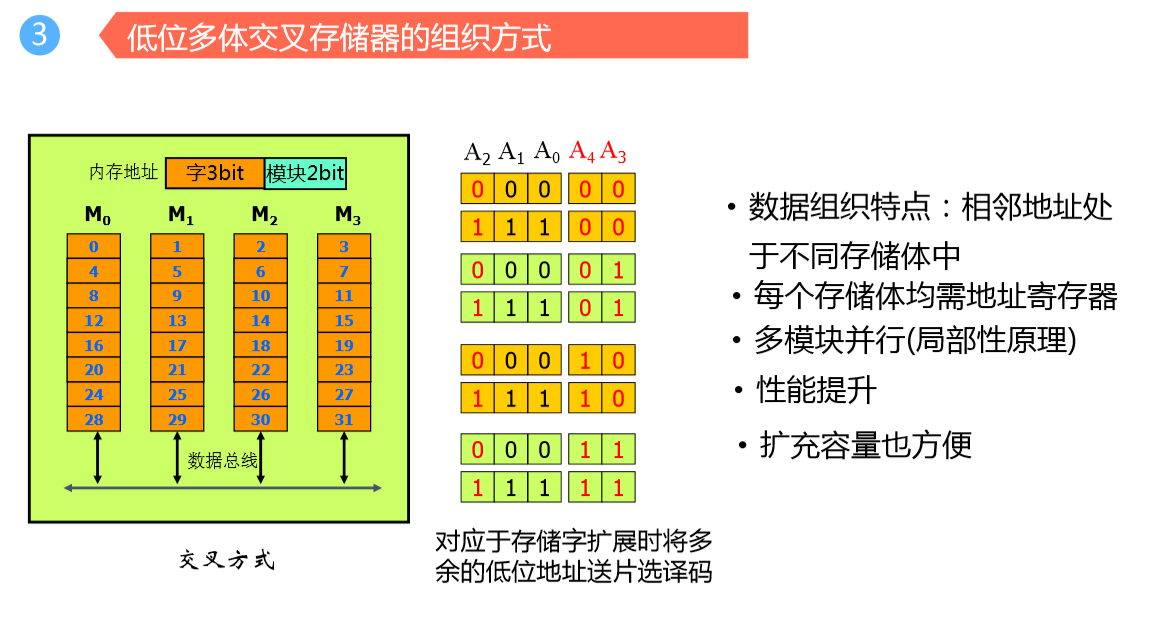 3 低位多体交叉存储器的组织方式
内存地址 字3bit 模块2bit
M0 M1 M2 M3
0 1 2 3
4 5 6 7
8 9 10 11
12 13 14 15
16 17 18 19
20 21 22 23
24 25 26 27
28 29 30 31
数据总线
交叉方式
A2 A1 A0 A4 A3
0 0 0 0 0
1 1 1 0 0
0 0 0 0 1
1 1 1 0 1
0 0 0 1 0
1 1 1 1 0
0 0 0 1 1
1 1 1 1 1
对应于存储字扩展时将多
余的低位地址送片选译码
• 数据组织特点：相邻地址处
于不同存储体中
• 每个存储体均需地址寄存器
• 多模块并行(局部性原理)
• 性能提升
• 扩充容量也方便